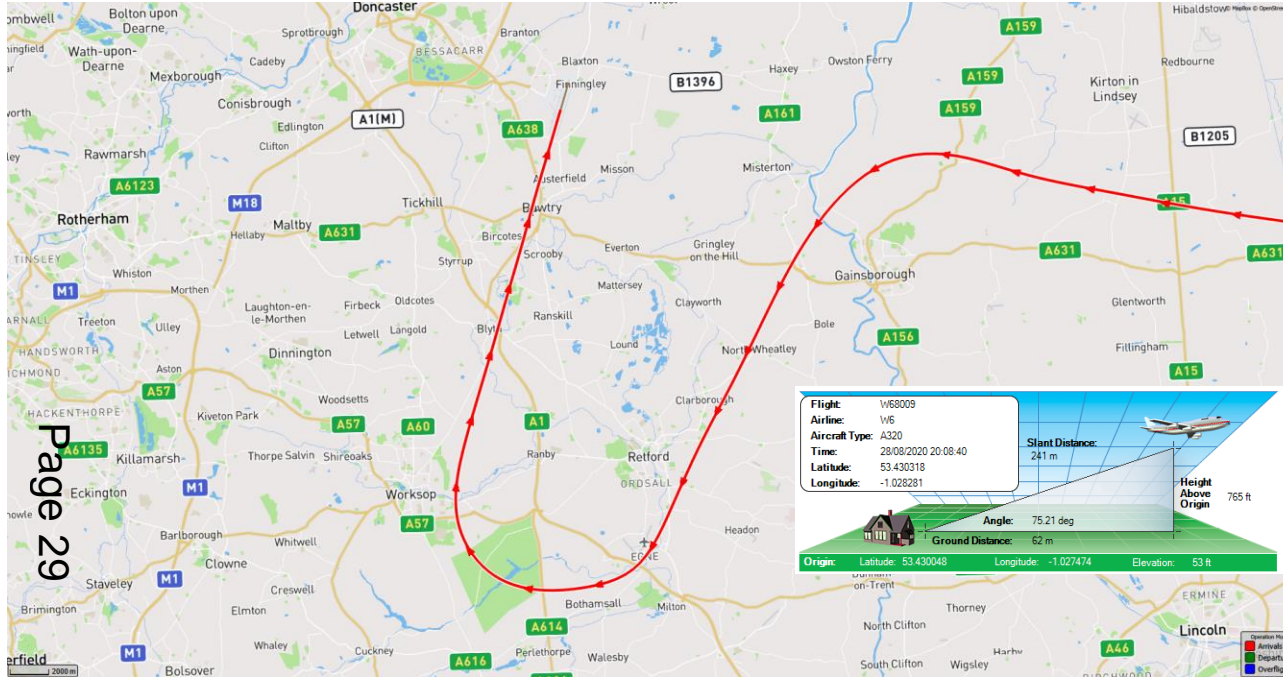 Doncaster
Hibaldstow
© Mapbox
Bolton upon
Dearne
Sprotbrough
Branton
A159
Wath-upon-
Dearne
Cadeby
BESSACARR
Blaxton
Owston Ferry
Redbourne
Mexborough
Finningley
B1396
Haxey
A159
Kirton in
Lindsey
Conisbrough
A1(M)
A161
A159
Edlington
A638
B1205
Rawmarsh
Clifton
Misson
Misterton
A6123
Austerfield
M18
Tickhill
Bawtry
A15
Rotherham
Maltby
A631
Hellaby
Bircotes
Everton
Gringley
on the Hill
A631
A631
TINSLEY
Styrrup
Scrooby
Gainsborough
Whiston
M1
Morthen
Mattersey
Laughton-en-
le-Morthen
Firbeck
Oldcotes
Clayworth
Glentworth
Treeton
Ulley
Letwell
Langold
Blyth
Ranskill
Bole
HANDSWORTH
Dinnington
Lound
North Wheatley
A156
Fillingham
Aston
A15
A57
Woodsetts
Clarborough
HACKENTHORPE
Kiveton Park
A57
A60
A1
A6135
Killamarsh
Thorpe Salvin
Shireoaks
Ranby
Retford
ORDSALL
M1
Eckington
Worksop
A57
Headon
Barlborough
Whitwell
EGNE
Clowne
M1
Staveley
Creswell
Bothamsall
Milton
Brimington
Elmton
A614
Thorney
ERMINE
Whaley
Cuckney
Perlethorpe
Walesby
North Clifton
Lincoln
M1
Harby
A616
A46
Bolsover
South Clifton
Wigsley
2000 m
Page 29
Flight: W68009
Airline: W6
Aircraft Type: A320
Time: 28/08/2020 20:08:40
Latitude: 53.430318
Longitude: -1.028281
Slant Distance:
241 m
Height
Above
Origin
765 ft
Angle: 75.21 deg
Ground Distance: 62 m
Origin: Latitude: 53.430048 Longitude: -1.027474 Elevation: 53 ft
on-Trent
Arrivals